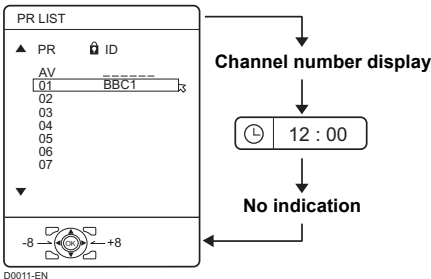 PR LIST
PR ID
AV _ _ _ _ _ _
01 BBC1
02
03
04
05
06
07
-8 OK +8
Channel number display
12 : 00
No indication
D0011-EN